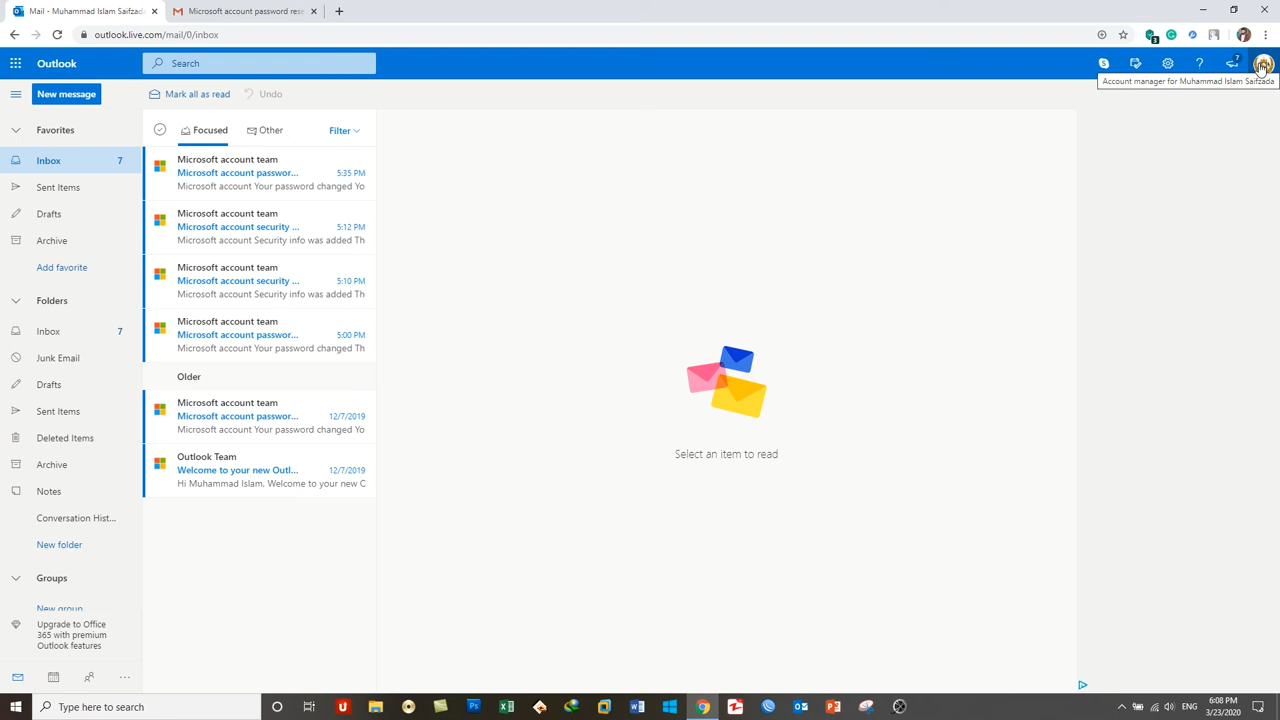 Mail - Muhammad Islam Saifzada
Microsoft account password rese
outlook.live.com/mail/0/inbox
3
Outlook
Search
7
Account manager for Muhammad Islam Saifzada
New message
Mark all as read
Undo
Favorites
Inbox 7
Sent Items
Drafts
Archive
Add favorite
Folders
Inbox 7
Junk Email
Drafts
Sent Items
Deleted Items
Archive
Notes
Conversation Hist...
New folder
Groups
New group
Upgrade to Office
365 with premium
Outlook features
Focused
Other
Filter
Microsoft account team
Microsoft account passwor... 5:35 PM
Microsoft account Your password changed Yo
Microsoft account team
Microsoft account security ... 5:12 PM
Microsoft account Security info was added Th
Microsoft account team
Microsoft account security ... 5:10 PM
Microsoft account Security info was added Th
Microsoft account team
Microsoft account passwor... 5:00 PM
Microsoft account Your password changed Th
Older
Microsoft account team
Microsoft account passwor... 12/7/2019
Microsoft account Your password changed Yo
Outlook Team
Welcome to your new Outl... 12/7/2019
Hi Muhammad Islam, Welcome to your new O
Select an item to read
Type here to search
ENG
6:08 PM
3/23/2020